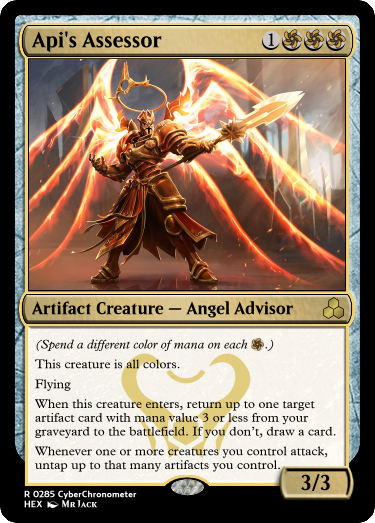 Api's Assessor 1
Artifact Creature — Angel Advisor
(Spend a different color of mana on each .)
This creature is all colors.
Flying
When this creature enters, return up to one target
artifact card with mana value 3 or less from your
graveyard to the battlefield. If you don't, draw a card.
Whenever one or more creatures you control attack,
untap up to that many artifacts you control.
3/3
R 0285 CyberChronometer
HEX Mr Jack